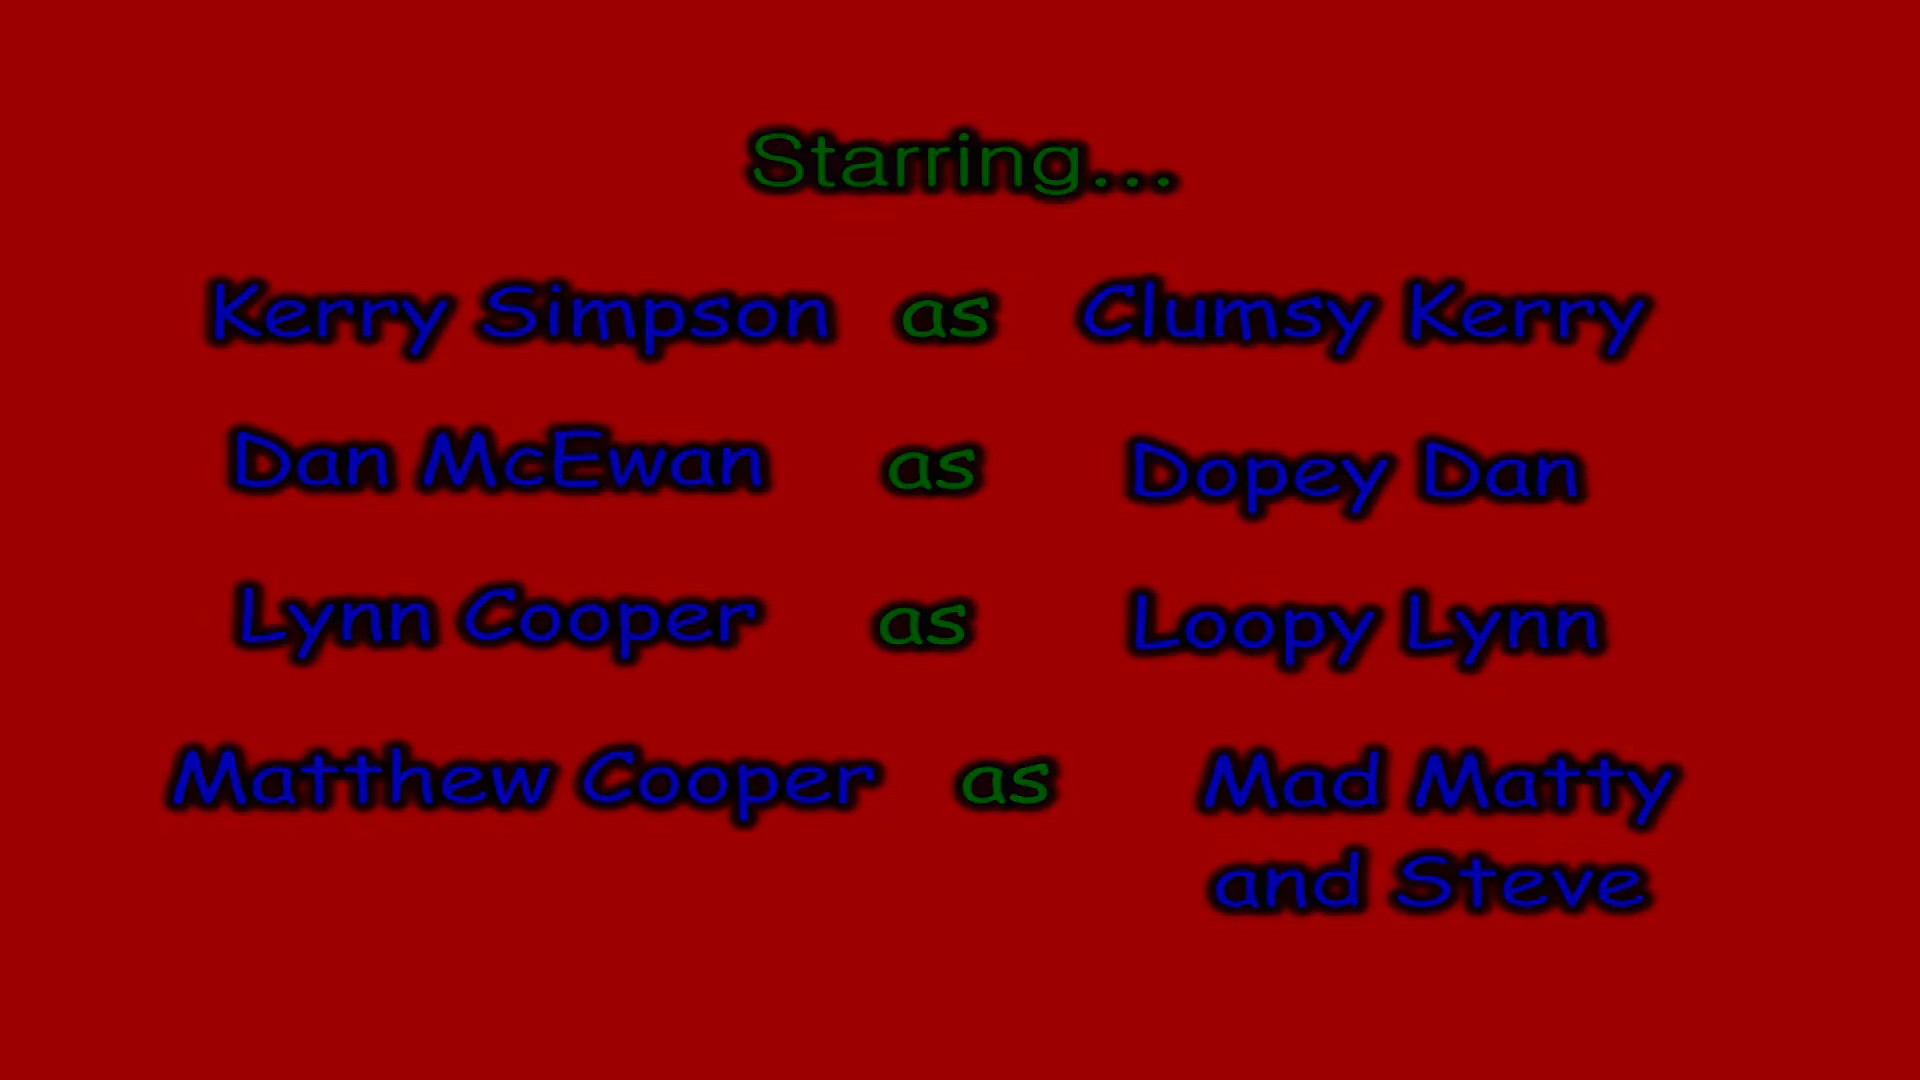 Starring...
Kerry Simpson as Clumsy Kerry
Dan McEwan as Dopey Dan
Lynn Cooper as Loopy Lynn
Matthew Cooper as Mad Matty
and Steve